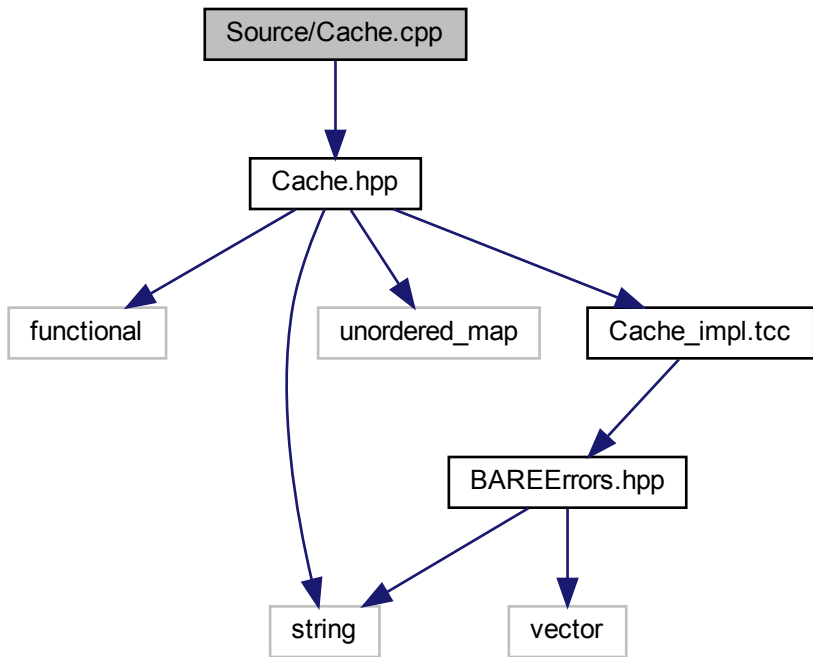 Source/Cache.cpp
Cache.hpp
functional
unordered_map
Cache_impl.tcc
BAREErrors.hpp
string
vector